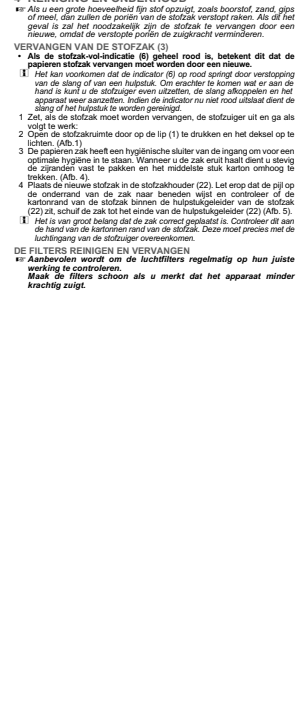 4 REINIGING EN ONDERHOUD
☞ Als u een grote hoeveelheid fijn stof opzuigt, zoals boorstof, zand, gips
of meel, dan zullen de poriën van de stofzak verstopt raken. Als dit het
geval is zal het noodzakelijk zijn de stofzak te vervangen door een
nieuwe, omdat de verstopte poriën de zuigkracht verminderen.
VERVANGEN VAN DE STOFZAK (3)
• Als de stofzak-vol-indicatie (6) geheel rood is, betekent dit dat de
papieren stofzak vervangen moet worden door een nieuwe.
i Het kan voorkomen dat de indicator (6) op rood springt door verstopping
van de slang of van een hulpstuk. Om erachter te komen wat er aan de
hand is kunt u de stofzuiger even uitzetten, de slang afkoppelen en het
apparaat weer aanzetten. Indien de indicator nu niet rood uitslaat dient de
slang of het hulpstuk te worden gereinigd.
1 Zet, als de stofzak moet worden vervangen, de stofzuiger uit en ga als
volgt te werk:
2 Open de stofzakruimte door op de lip (1) te drukken en het deksel op te
lichten. (Afb.1)
3 De papieren zak heeft een hygiënische sluiter van de ingang om voor een
optimale hygiëne in te staan. Wanneer u de zak eruit haalt dient u stevig
de zijranden vast te pakken en het middelste stuk karton omhoog te
trekken. (Afb. 4).
4 Plaats de nieuwe stofzak in de stofzakhouder (22). Let erop dat de pijl op
de onderrand van de zak naar beneden wijst en controleer of de
kartonrand van de stofzak binnen de hulpstukgeleider van de stofzak
(22) zit, schuif de zak tot het einde van de hulpstukgeleider (22) (Afb. 5).
i Het is van groot belang dat de zak correct geplaatst is. Controleer dit aan
de hand van de kartonnen rand van de stofzak. Deze moet precies met de
luchtingang van de stofzuiger overeenkomen.
DE FILTERS REINIGEN EN VERVANGEN
☞ Aanbevolen wordt om de luchtfilters regelmatig op hun juiste
werking te controleren.
Maak de filters schoon als u merkt dat het apparaat minder
krachtig zuigt.